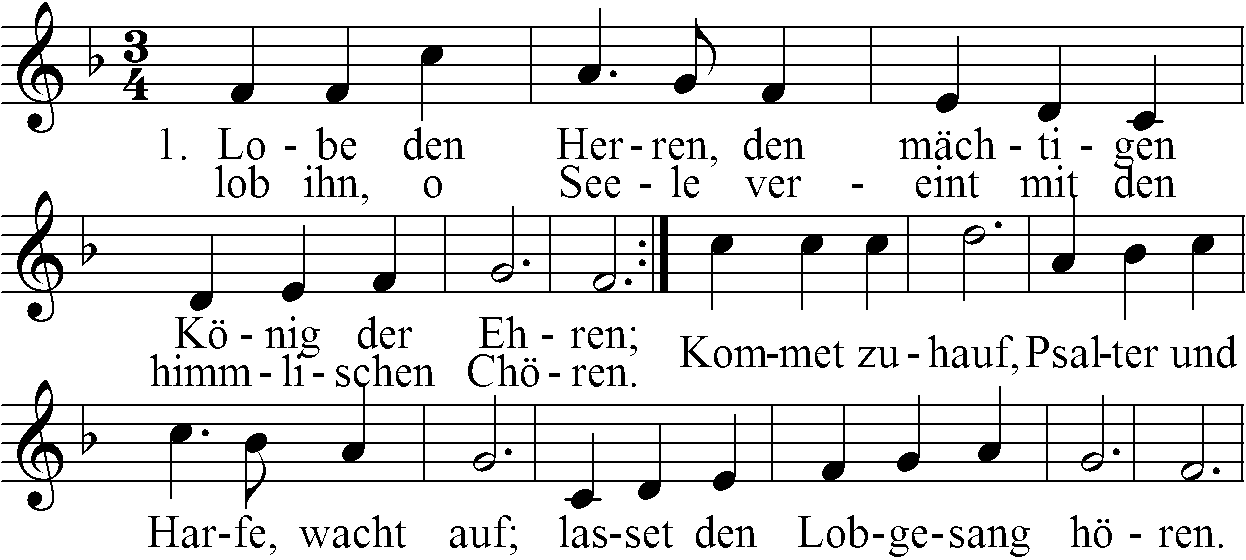 3
4
1. Lo - be den Her - ren, den mäch - ti - gen
lob ihn, o See - le ver - eint mit den
Kö - nig der Eh - ren;
himm - li - schen Chö - ren.
Kom-met zu - hauf, Psal-ter und
Har-fe, wacht auf; las-set den Lob-ge-sang hö - ren.